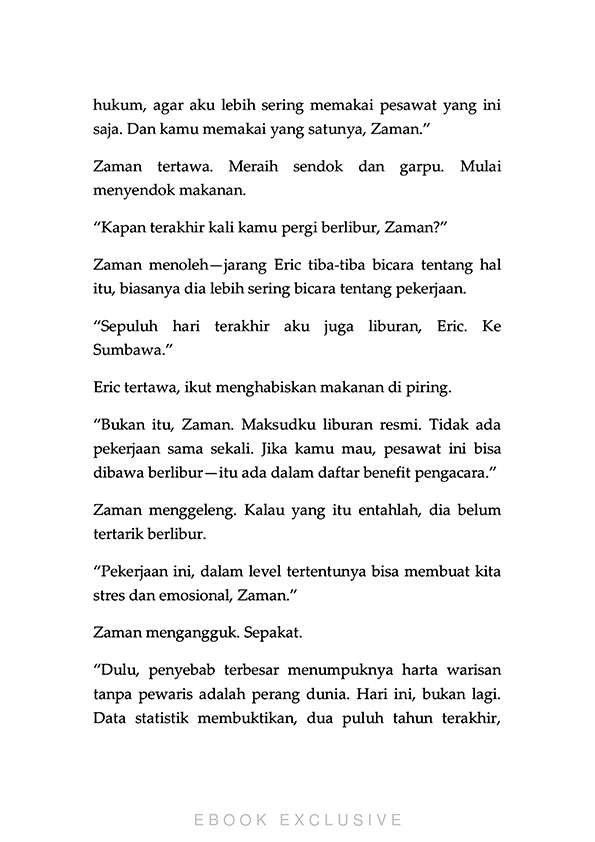 hukum, agar aku lebih sering memakai pesawat yang ini
saja. Dan kamu memakai yang satunya, Zaman.”
Zaman tertawa. Meraih sendok dan garpu. Mulai
menyendok makanan.
“Kapan terakhir kali kamu pergi berlibur, Zaman?”
Zaman menoleh—jarang Eric tiba-tiba bicara tentang hal
itu, biasanya dia lebih sering bicara tentang pekerjaan.
“Sepuluh hari terakhir aku juga liburan, Eric. Ke
Sumbawa.”
Eric tertawa, ikut menghabiskan makanan di piring.
“Bukan itu, Zaman. Maksudku liburan resmi. Tidak ada
pekerjaan sama sekali. Jika kamu mau, pesawat ini bisa
dibawa berlibur—itu ada dalam daftar benefit pengacara.”
Zaman menggeleng. Kalau yang itu entahlah, dia belum
tertarik berlibur.
“Pekerjaan ini, dalam level tertentunya bisa membuat kita
stres dan emosional, Zaman.”
Zaman mengangguk. Sepakat.
“Dulu, penyebab terbesar menumpuknya harta warisan
tanpa pewaris adalah perang dunia. Hari ini, bukan lagi.
Data statistik membuktikan, dua puluh tahun terakhir,
EBOOK EXCLUSIVE